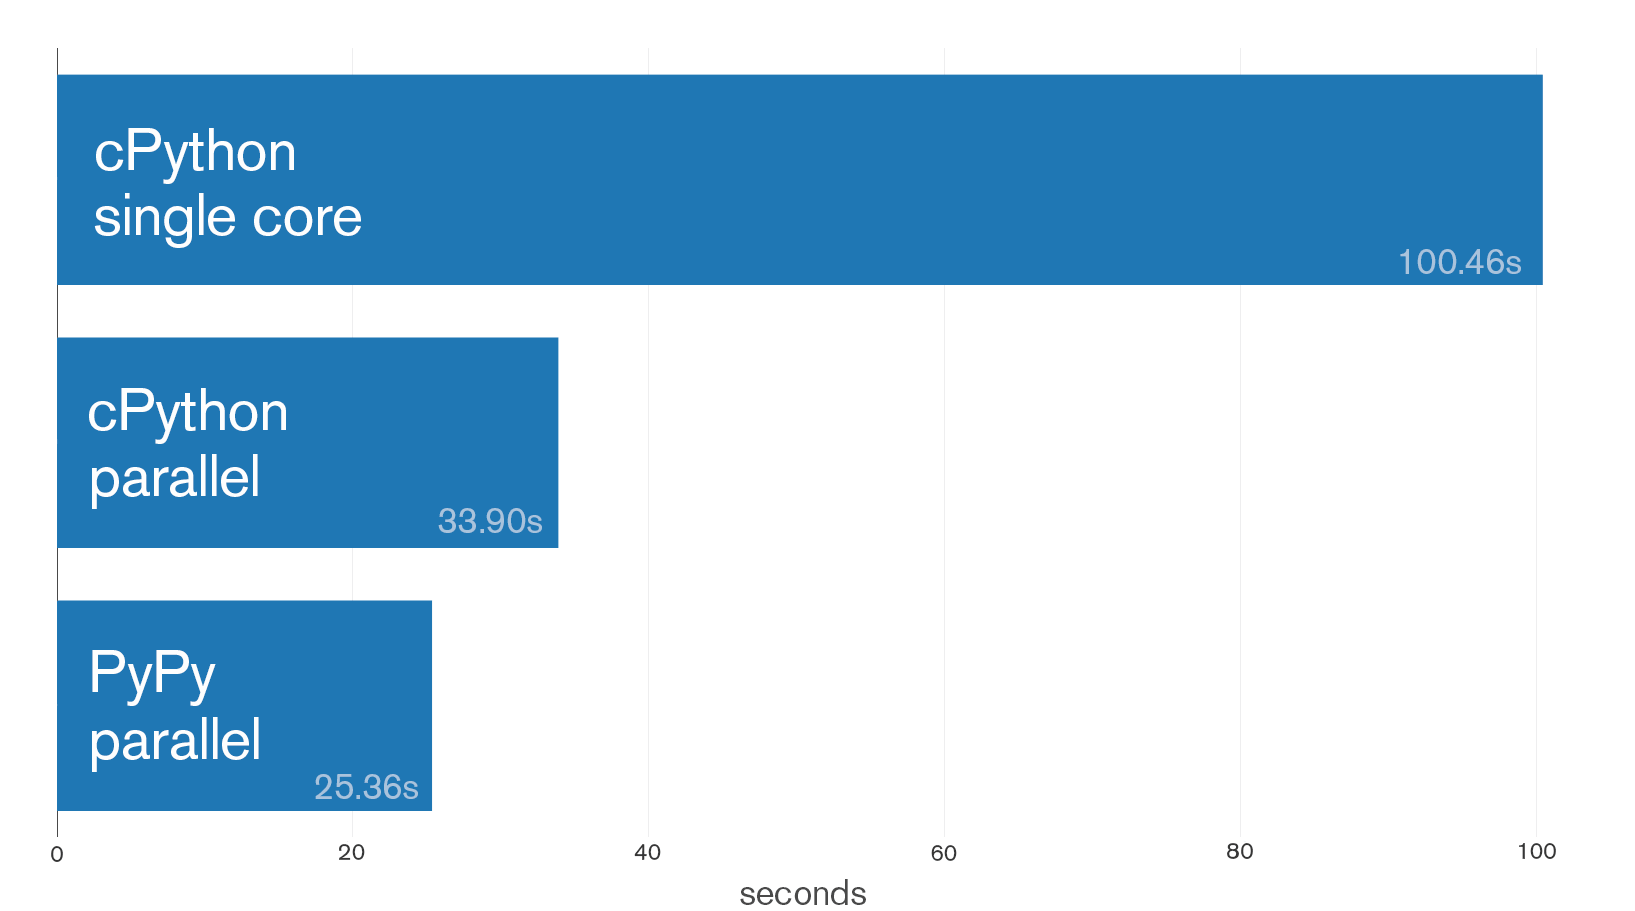 cPython
single core
100.46s
cPython
parallel
33.90s
PyPy
parallel
25.36s
0 20 40 60 80 100
seconds